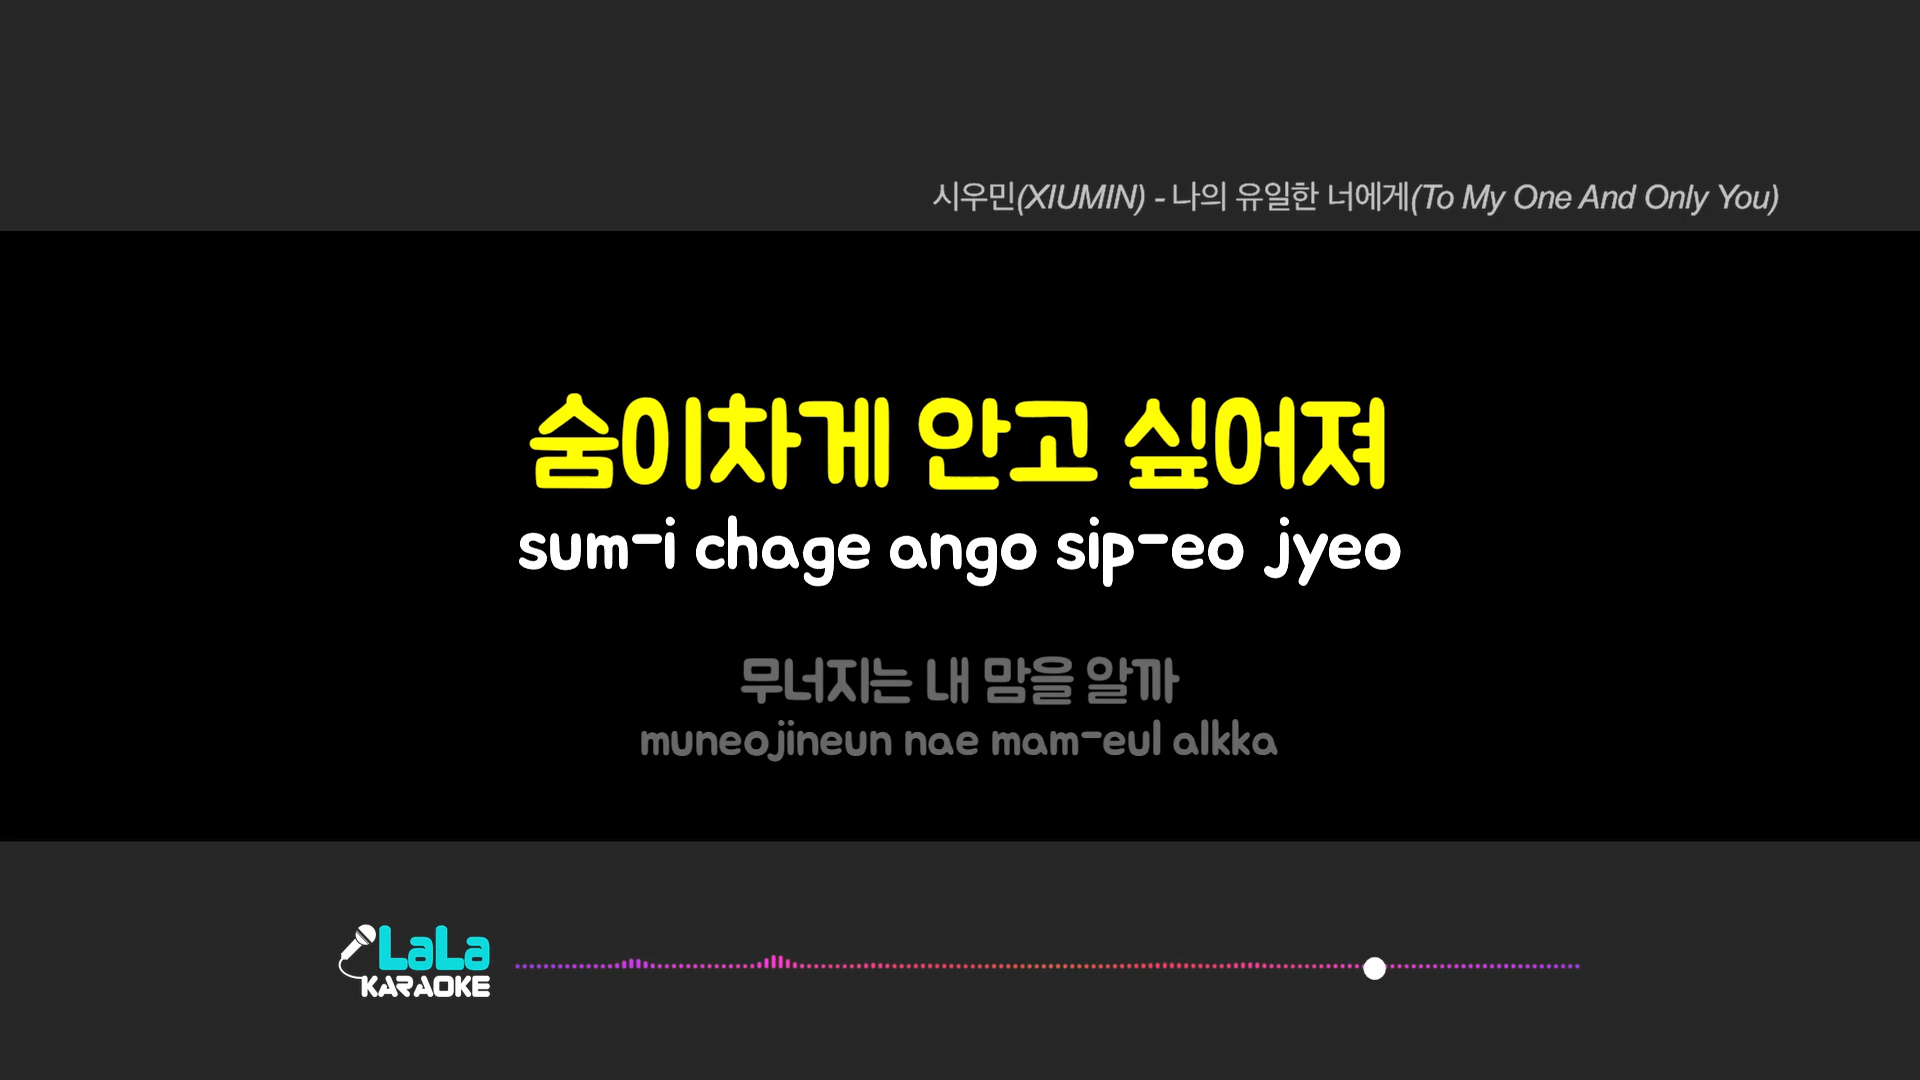 시우민(XIUMIN) - 나의 유일한 너에게(To My One And Only You)
숨이차게 안고 싶어져
sum-i chage ango sip-eo jyeo
무너지는 내 맘을 알까
muneojineun nae mam-eul alkka
LaLa
KARAOKE